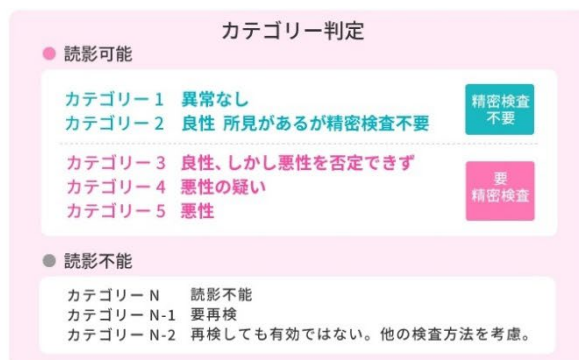 カテゴリー判定
読影可能
カテゴリー 1 異常なし
カテゴリー 2 良性 所見があるが精密検査不要
精密検査
不要
カテゴリー 3 良性、しかし悪性を否定できず
カテゴリー 4 悪性の疑い
カテゴリー 5 悪性
要
精密検査
読影不能
カテゴリー N 読影不能
カテゴリー N-1 要再検
カテゴリー N-2 再検しても有効ではない。他の検査方法を考慮。